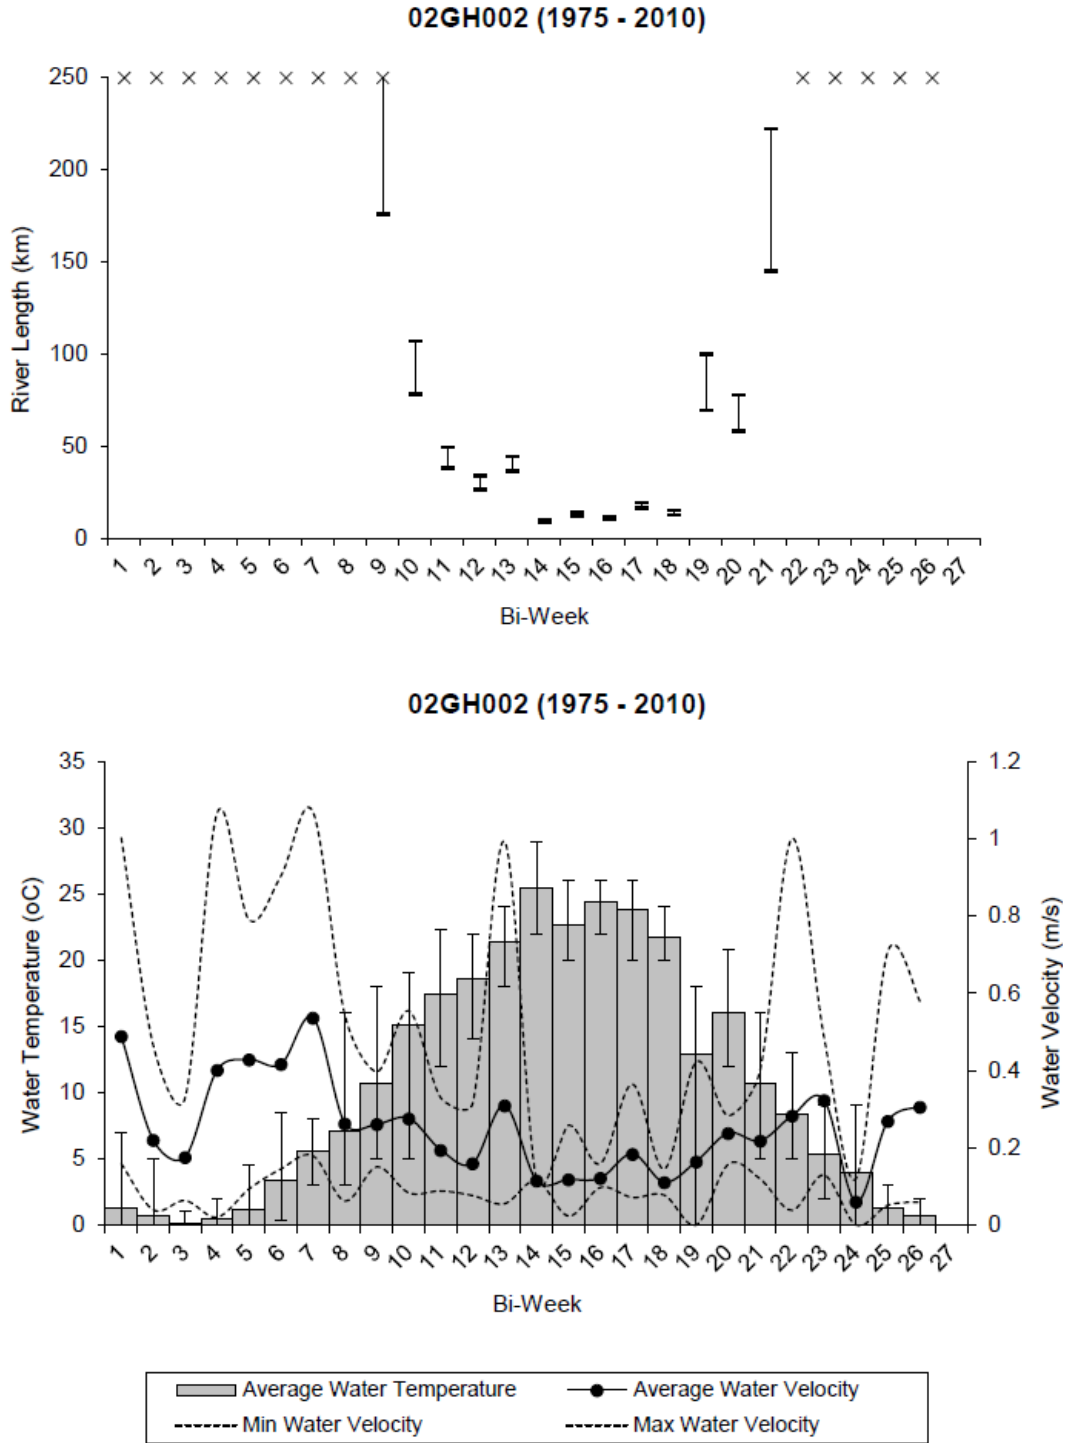 02GH002 (1975 - 2010)
250
200
150
100
50
0
River Length (km)
1 2 3 4 5 6 7 8 9 10 11 12 13 14 15 16 17 18 19 20 21 22 23 24 25 26 27
Bi-Week
02GH002 (1975 - 2010)
35
30
25
20
15
10
5
0
Water Temperature (oC)
1.2
1
0.8
0.6
0.4
0.2
0
Water Velocity (m/s)
1 2 3 4 5 6 7 8 9 10 11 12 13 14 15 16 17 18 19 20 21 22 23 24 25 26 27
Bi-Week
Average Water Temperature
Average Water Velocity
Min Water Velocity
Max Water Velocity